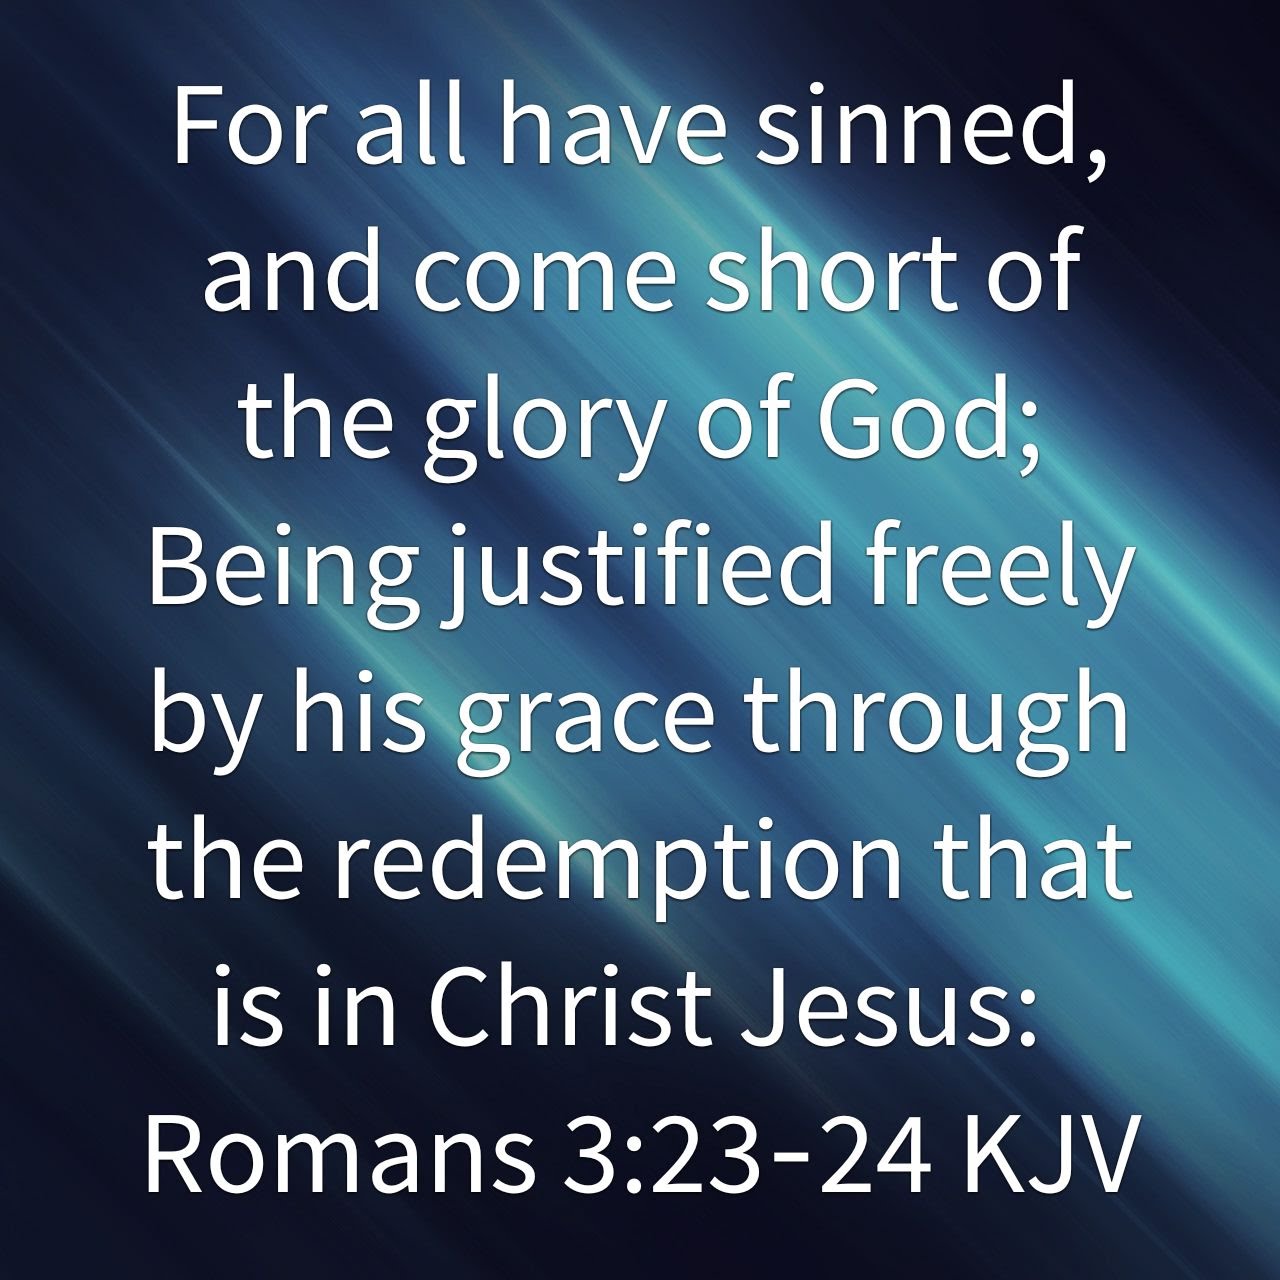 For all have sinned,
and come short of
the glory of God;
Being justified freely
by his grace through
the redemption that
is in Christ Jesus:
Romans 3:23-24 KJV